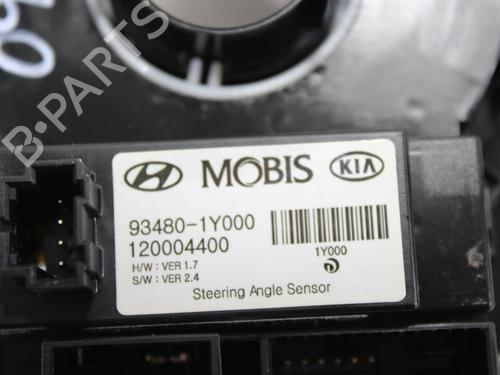 MOBIS KIA
93480-1Y000
120004400
H/W : VER 1.7
S/W : VER 2.4
1Y000
Steering Angle Sensor
B-PARTS